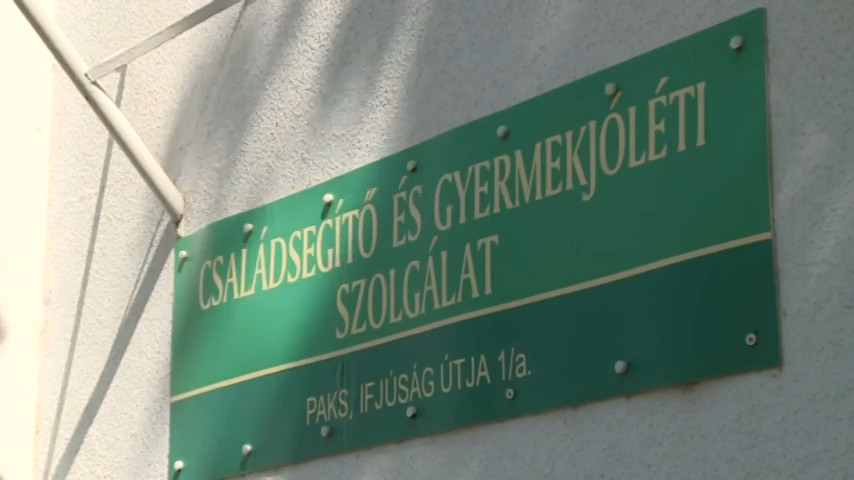 CSALÁDSEGÍTŐ ÉS GYERMEKJÓLÉTI
SZOLGÁLAT
PAKS, IFJÚSÁG ÚTJA 1/a.